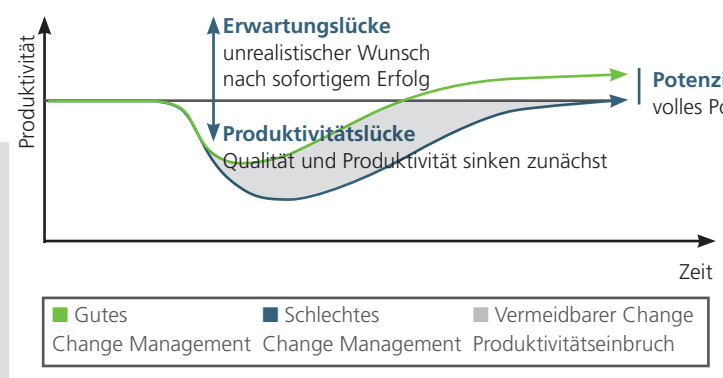 Produktivität
Erwartungslücke
unrealistischer Wunsch
nach sofortigem Erfolg
Produktivitätslücke
Qualität und Produktivität sinken zunächst
volles
Zeit
Gutes
Change Management
Schlechtes
Change Management
Vermeidbarer Change
Produktivitätseinbruch